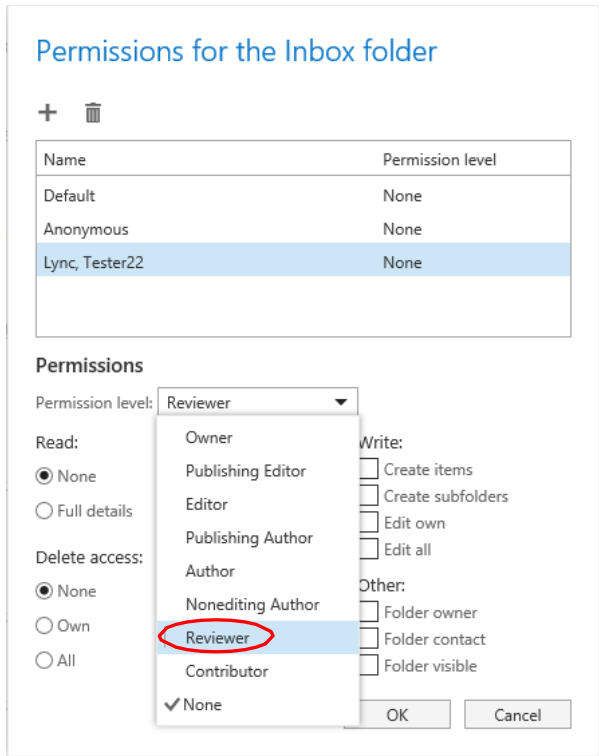 Permissions for the Inbox folder
Name Permission level
Default None
Anonymous None
Lync, Tester22 None
Permissions
Permission level: Reviewer
Owner
Publishing Editor
Editor
Publishing Author
Author
Nonediting Author
Reviewer
Contributor
None
Read:
None
Full details
Delete access:
None
Own
All
Write:
Create items
Create subfolders
Edit own
Edit all
Other:
Folder owner
Folder contact
Folder visible
OK Cancel